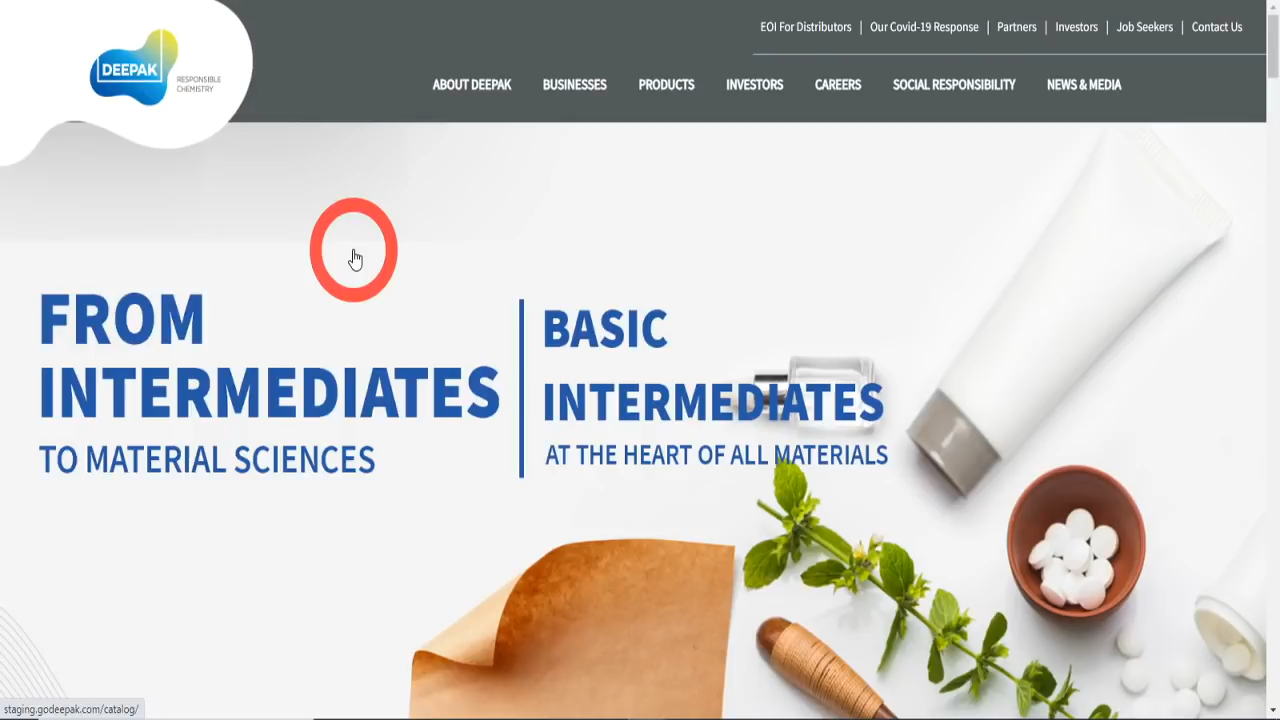 EOI For Distributors | Our Covid-19 Response | Partners | Investors | Job Seekers | Contact Us
DEEPAK
RESPONSIBLE
CHEMISTRY
ABOUT DEEPAK BUSINESSES PRODUCTS INVESTORS CAREERS SOCIAL RESPONSIBILITY NEWS & MEDIA
FROM
INTERMEDIATES
TO MATERIAL SCIENCES
BASIC
INTERMEDIATES
AT THE HEART OF ALL MATERIALS
staging.godeepak.com/catalog/